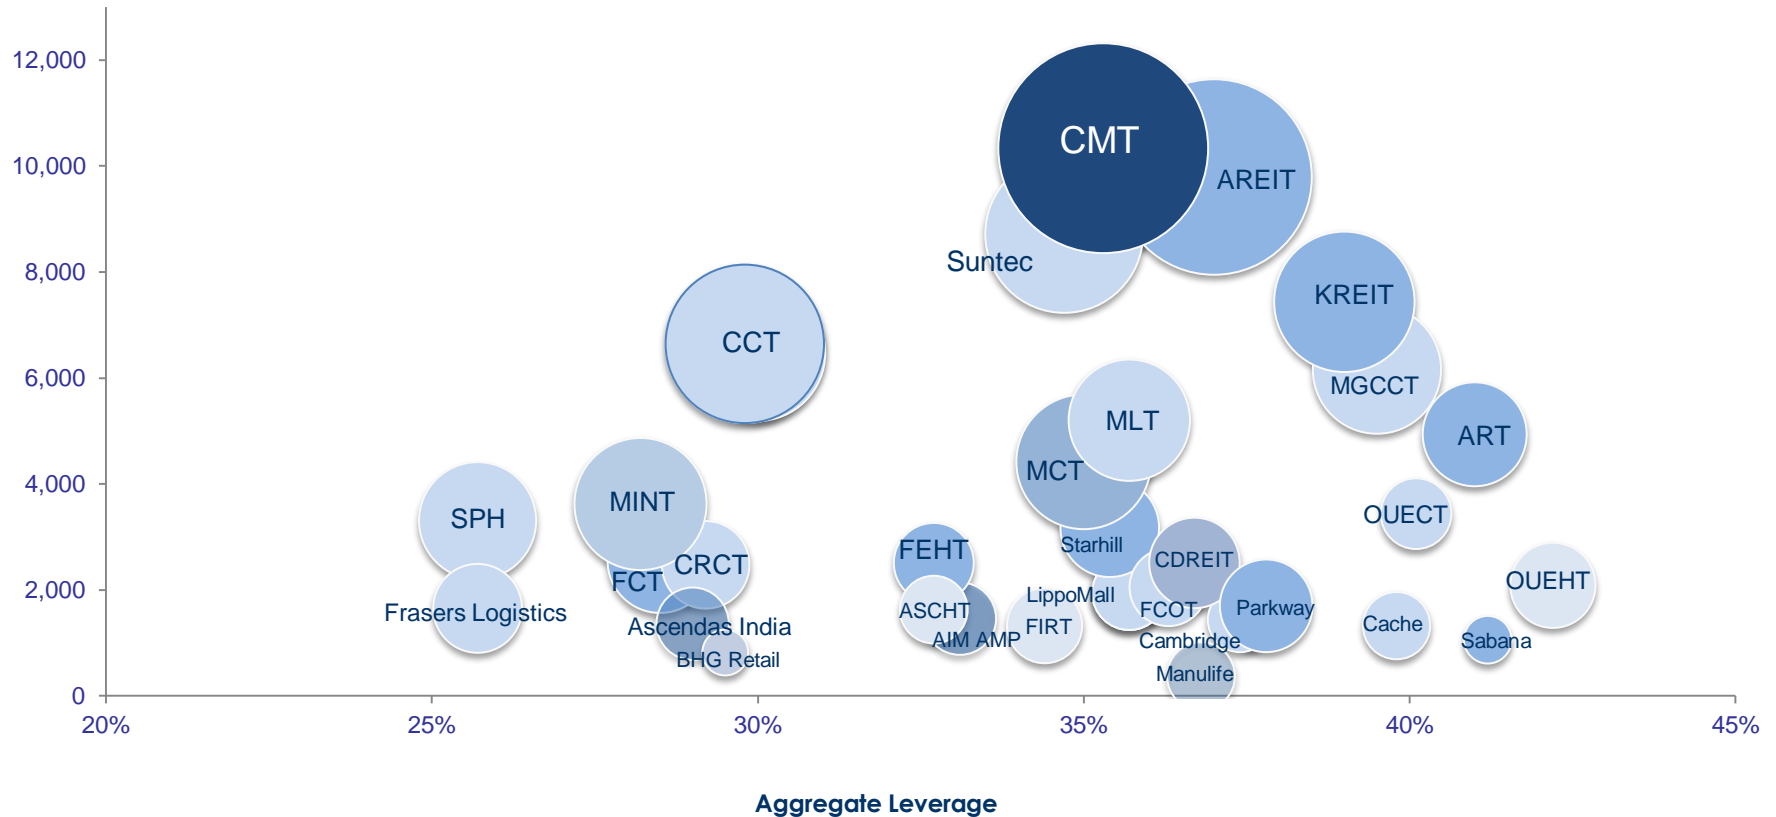 12,000
CMT
10,000
AREIT
Suntec
8,000
KREIT
CCT
6,000
MGCCT
MLT
ART
MCT
4,000
MINT
SPH
OUECT
Starhill
FEHT
CDREIT
CRCT
FCT
OUEHT
2,000
LippoMall
Frasers Logistics
ASCHT
FCOT
Parkway
Ascendas India
FIRT
Cache
AIM AMP
Cambridge
Sabana
BHG Retail
Manulife
0
20%
25%
30%
35%
40%
45%
Aggregate Leverage